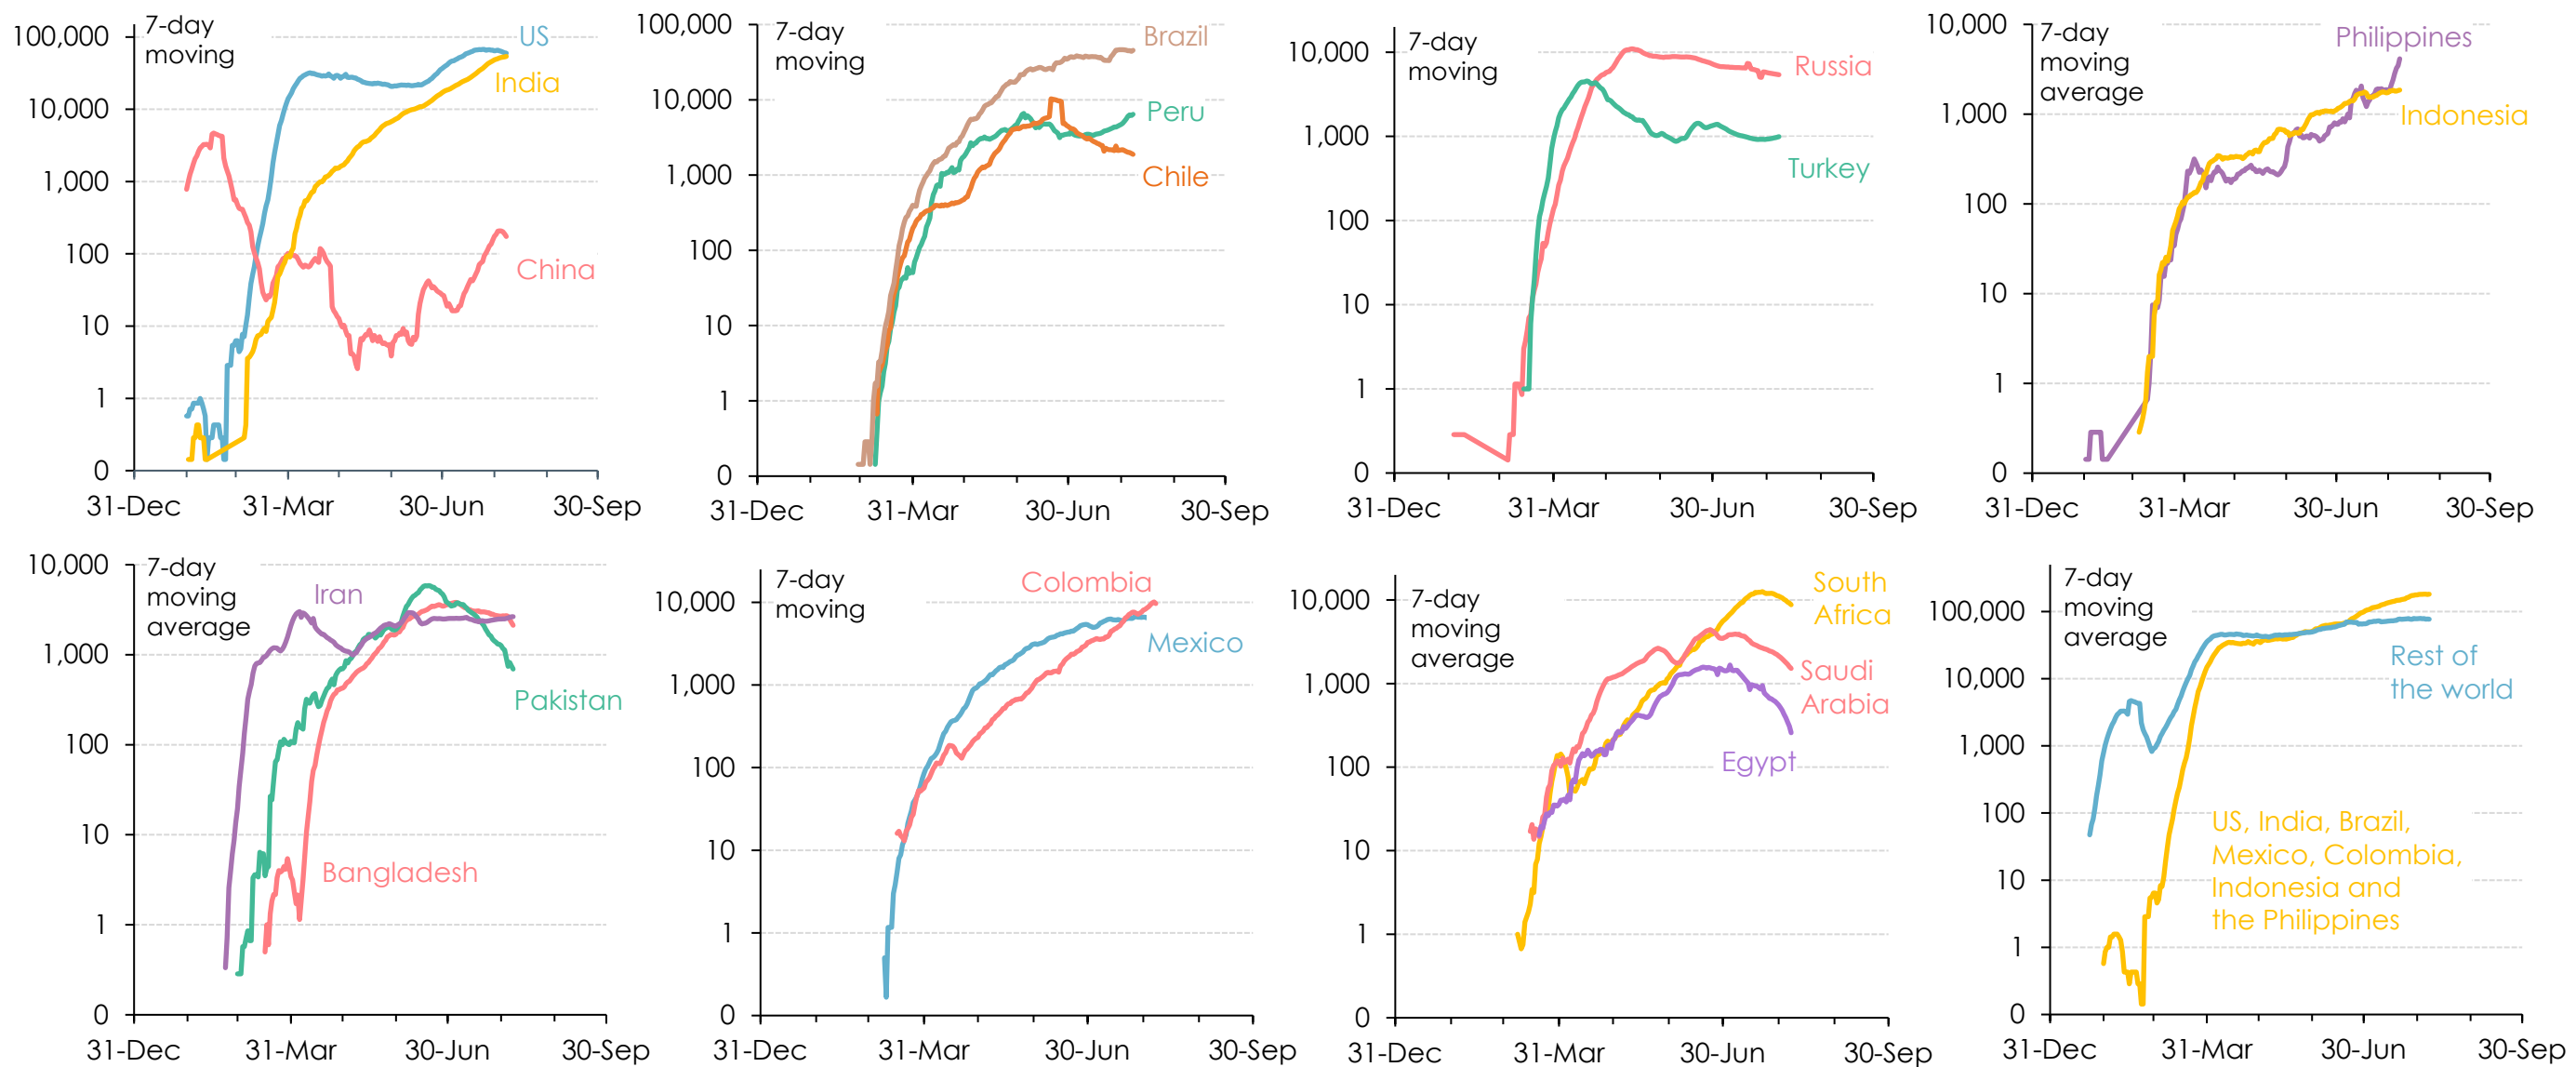 100,000
10,000
1,000
100
10
1
0
7-day
moving
US
India
China
31-Dec
31-Mar
30-Jun
30-Sep
100,000
10,000
1,000
100
10
1
0
7-day
moving
Brazil
Peru
Chile
31-Dec
31-Mar
30-Jun
30-Sep
10,000
1,000
100
10
1
0
7-day
moving
Russia
Turkey
31-Dec
31-Mar
30-Jun
30-Sep
10,000
1,000
100
10
1
0
7-day
moving
average
Philippines
Indonesia
31-Dec
31-Mar
30-Jun
30-Sep
10,000
1,000
100
10
1
0
7-day
moving
average
Iran
Pakistan
Bangladesh
31-Dec
31-Mar
30-Jun
30-Sep
10,000
1,000
100
10
1
0
7-day
moving
Colombia
Mexico
31-Dec
31-Mar
30-Jun
30-Sep
10,000
1,000
100
10
1
0
7-day
moving
average
South
Africa
Saudi
Arabia
Egypt
31-Dec
31-Mar
30-Jun
30-Sep
100,000
10,000
1,000
100
10
1
0
7-day
moving
average
Rest of
the world
US, India, Brazil,
Mexico, Colombia,
Indonesia and
the Philippines
31-Dec
31-Mar
30-Jun
30-Sep